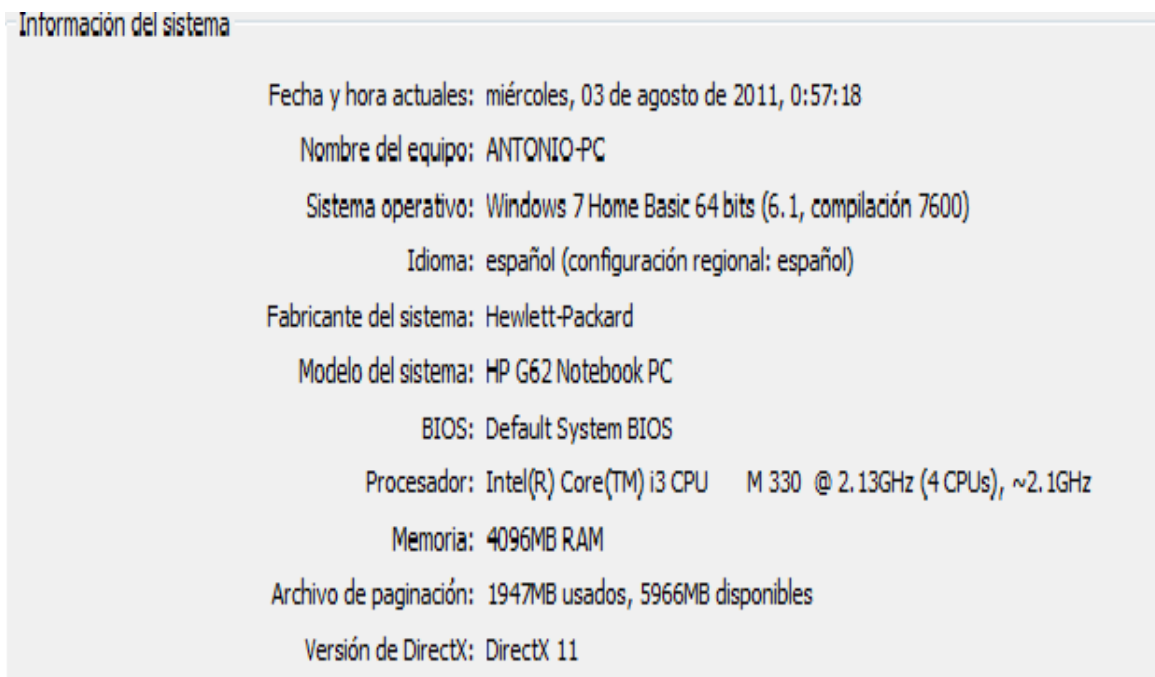 Información del sistema
Fecha y hora actuales: miércoles, 03 de agosto de 2011, 0:57:18
Nombre del equipo: ANTONIO-PC
Sistema operativo: Windows 7 Home Basic 64 bits (6.1, compilación 7600)
Idioma: español (configuración regional: español)
Fabricante del sistema: Hewlett-Packard
Modelo del sistema: HP G62 Notebook PC
BIOS: Default System BIOS
Procesador: Intel(R) Core(TM) i3 CPU M 330 @ 2.13GHz (4 CPUs), ~2.1GHz
Memoria: 4096MB RAM
Archivo de paginación: 1947MB usados, 5966MB disponibles
Versión de DirectX: DirectX 11